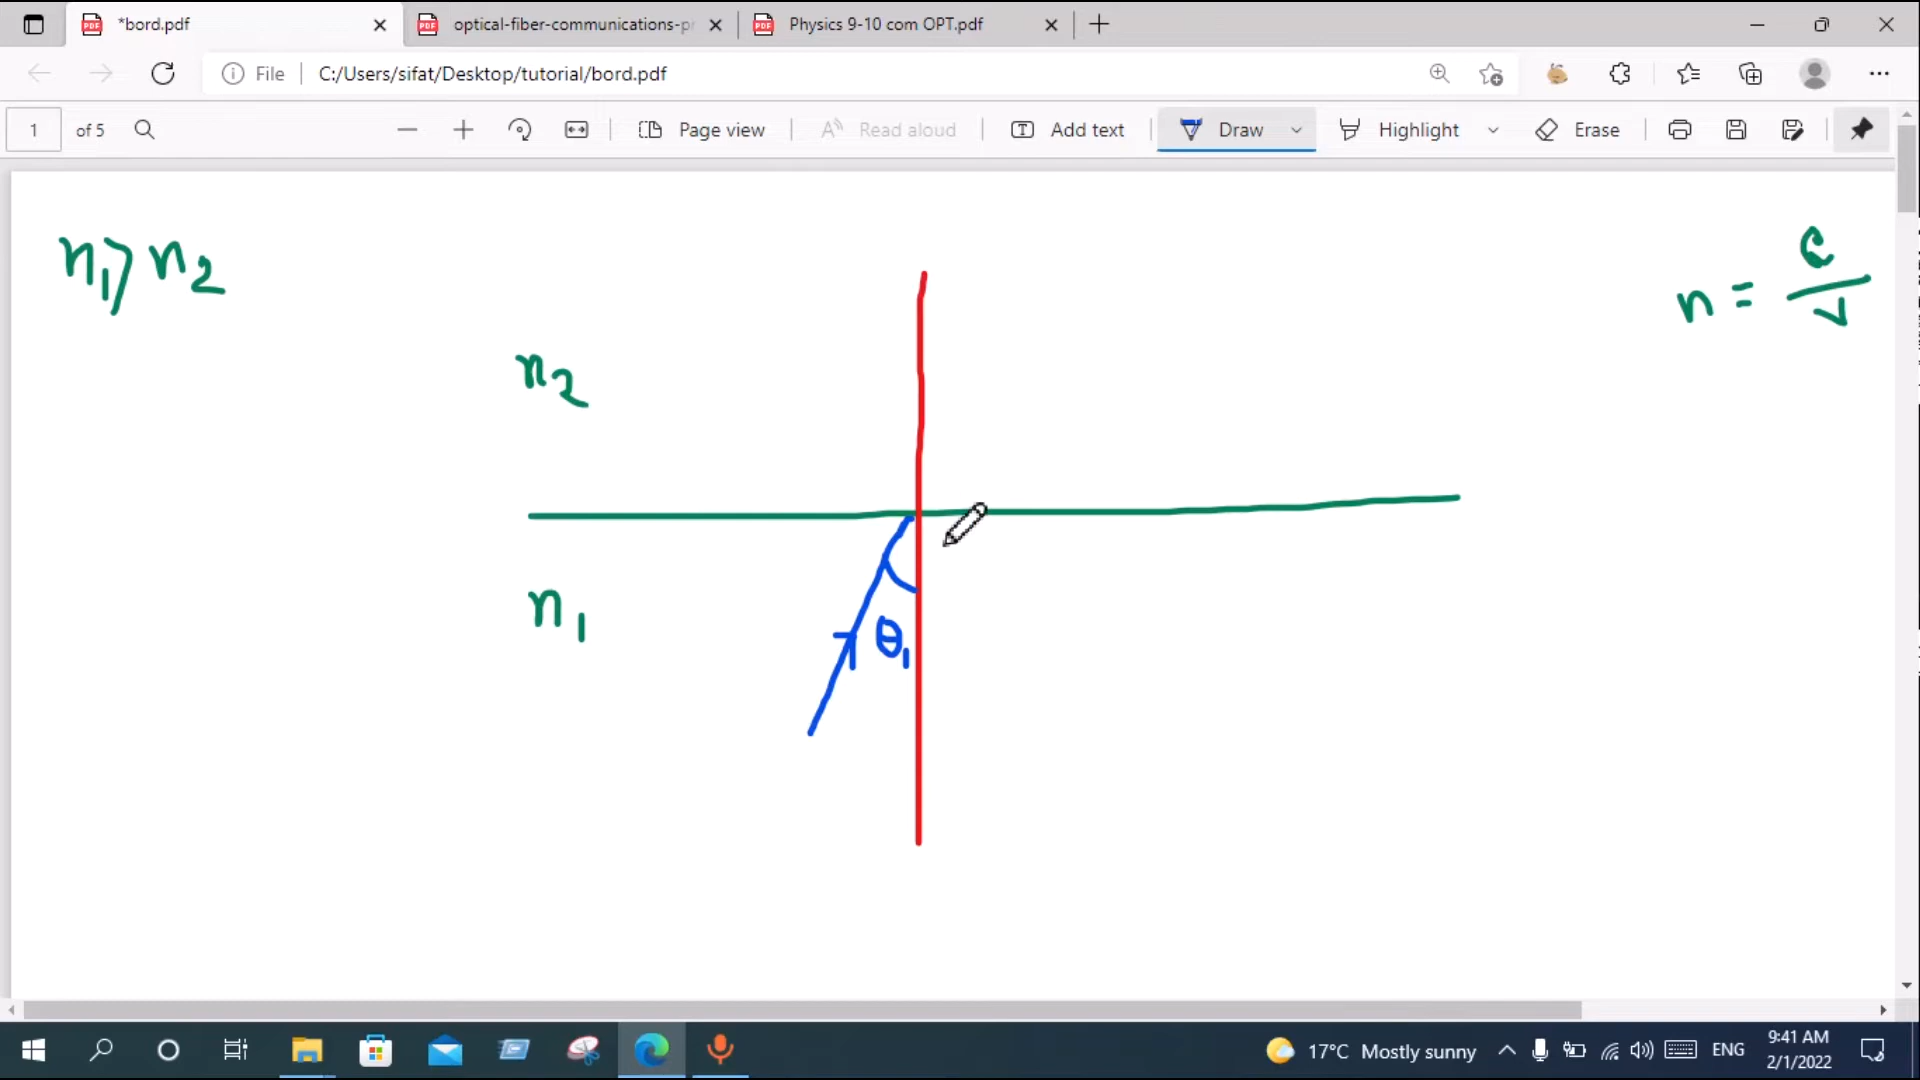 *bord.pdf
optical-fiber-communications-pr
Physics 9-10 com OPT.pdf
File
C:/Users/sifat/Desktop/tutorial/bord.pdf
1 of 5
Page view
Read aloud
Add text
Draw
Highlight
Erase
n₁ > n₂
n = c/v
n₂
n₁
θ₁
17°C Mostly sunny
ENG
9:41 AM
2/1/2022